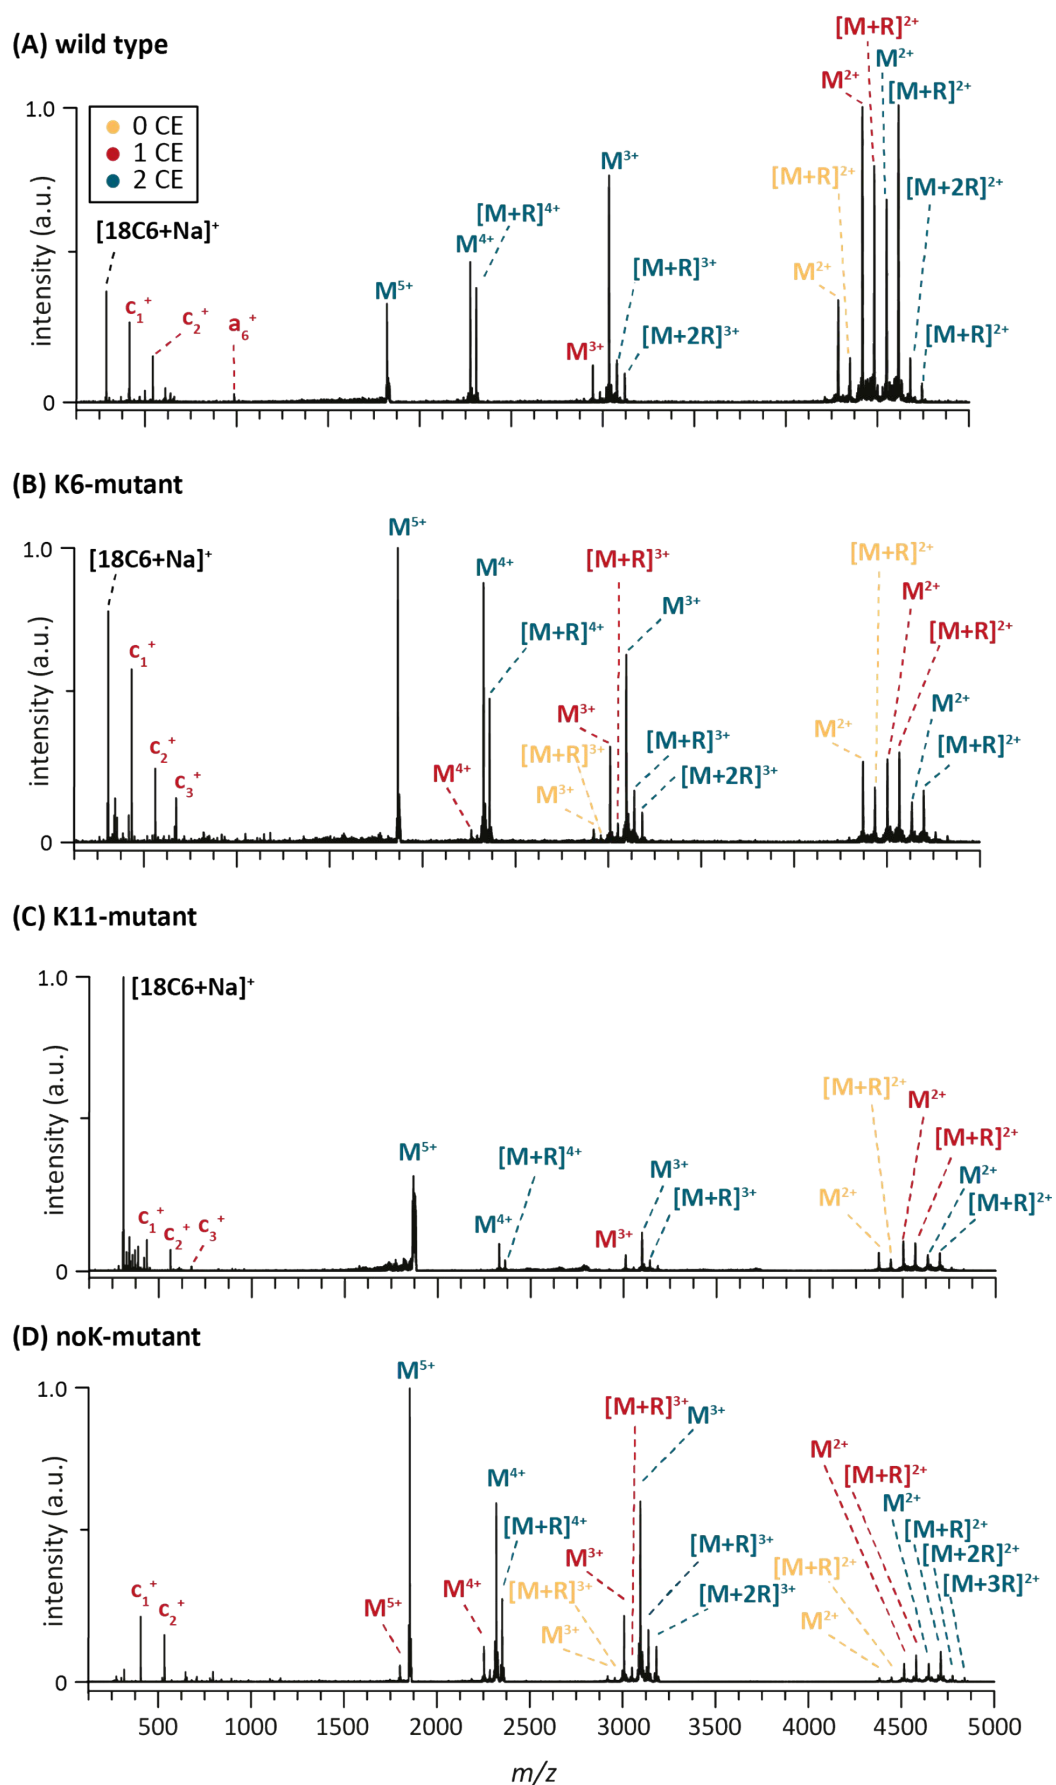 (A) wild type
[M+R]²⁺
M²⁺
M²⁺
[M+R]²⁺
1.0
0 CE
1 CE
2 CE
M³⁺
[M+R]²⁺
[M+2R]²⁺
[18C6+Na]⁺
[M+R]⁴⁺
M⁴⁺
[M+R]³⁺
M²⁺
M⁵⁺
c₁⁺
c₂⁺
a₆⁺
M³⁺
[M+2R]³⁺
[M+R]²⁺
intensity (a.u.)
0
(B) K6-mutant
M⁵⁺
1.0
[18C6+Na]⁺
M⁴⁺
[M+R]³⁺
[M+R]²⁺
M³⁺
M²⁺
[M+R]⁴⁺
[M+R]²⁺
c₁⁺
M³⁺
M²⁺
c₂⁺
[M+R]³⁺
[M+R]³⁺
M²⁺
[M+R]²⁺
c₃⁺
M⁴⁺
M³⁺
[M+2R]³⁺
intensity (a.u.)
0
(C) K11-mutant
1.0
[18C6+Na]⁺
[M+R]²⁺
M²⁺
[M+R]²⁺
M⁵⁺
[M+R]⁴⁺
M³⁺
M²⁺
[M+R]³⁺
M²⁺
[M+R]²⁺
c₁⁺
c₂⁺
c₃⁺
M⁴⁺
M³⁺
intensity (a.u.)
0
(D) noK-mutant
M⁵⁺
1.0
[M+R]³⁺
M³⁺
M²⁺
[M+R]²⁺
M⁴⁺
M²⁺
[M+R]⁴⁺
[M+R]²⁺
[M+R]³⁺
M³⁺
[M+2R]²⁺
[M+R]²⁺
c₁⁺
M⁴⁺
[M+R]³⁺
[M+2R]³⁺
[M+3R]²⁺
c₂⁺
M⁵⁺
M³⁺
M²⁺
intensity (a.u.)
0
500 1000 1500 2000 2500 3000 3500 4000 4500 5000
m/z